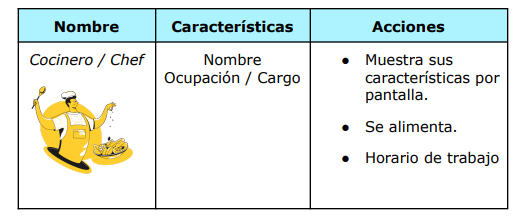 Nombre
Características
Acciones
Cocinero / Chef
Nombre
Ocupación / Cargo
● Muestra sus
características por
pantalla.
● Se alimenta.
● Horario de trabajo